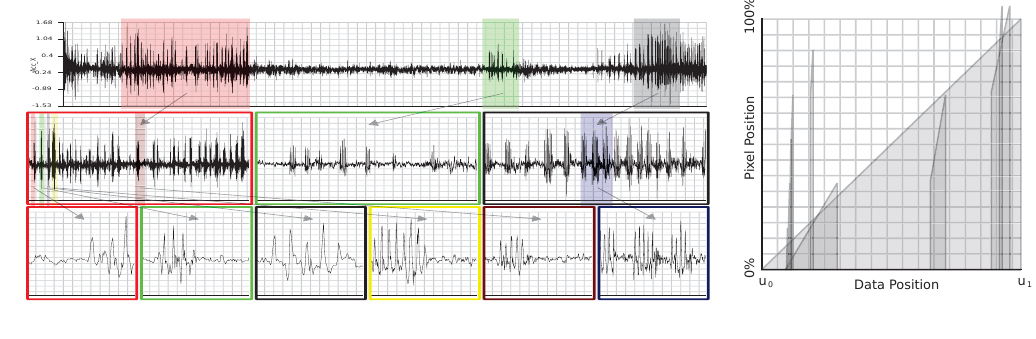 1.68
1.04
0.4
-0.24
-0.89
-1.53
Acc_X
100%
Pixel Position
0%
u₀
Data Position
u₁